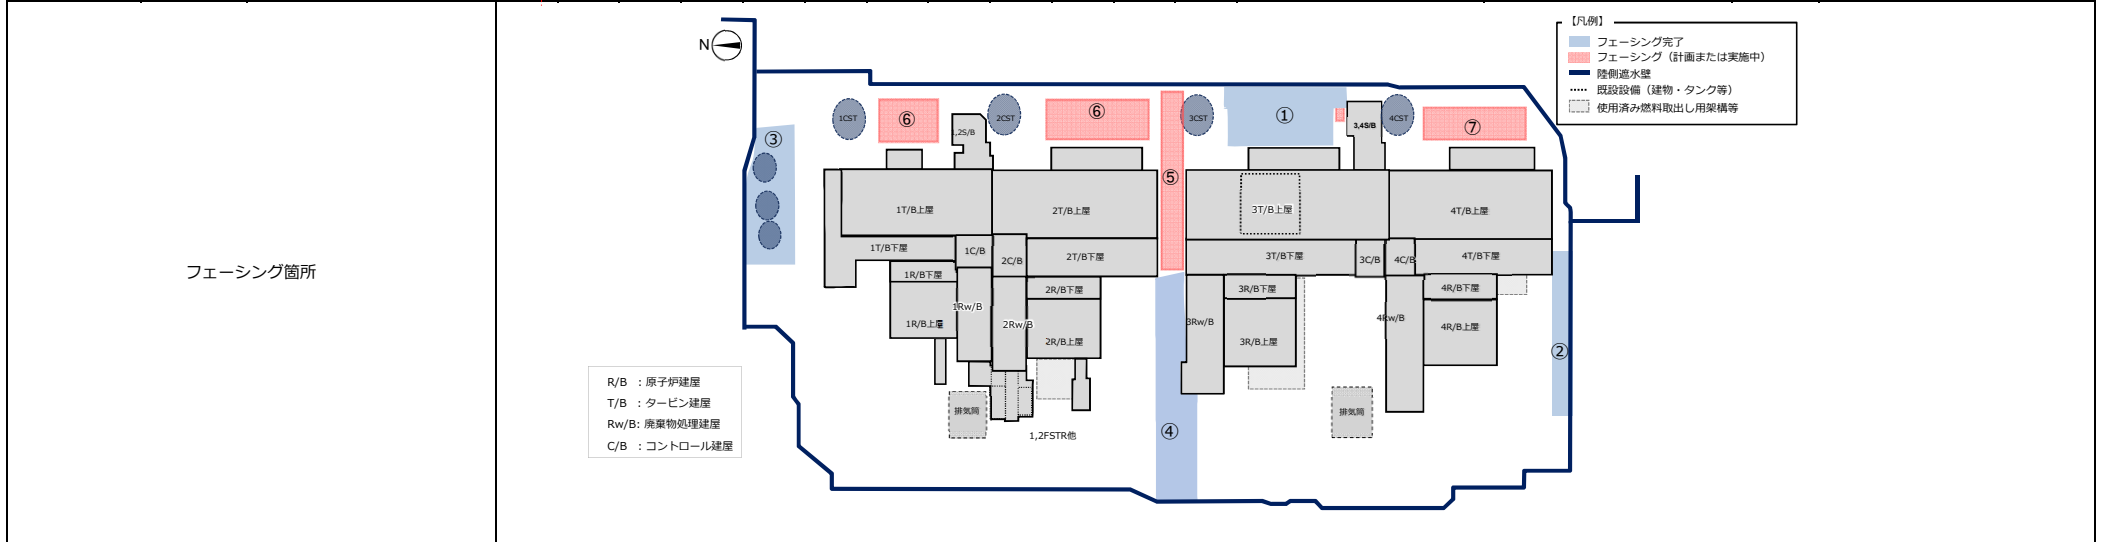 フェーシング箇所
N
【凡例】
フェーシング完了
フェーシング（計画または実施中）
陸側遮水壁
既設設備（建物・タンク等）
使用済み燃料取出し用架構等
1CST
⑥
2CST
⑥
3CST
①
3,4S/B
4CST
⑦
③
1,2S/B
⑤
1T/B上屋
2T/B上屋
3T/B上屋
4T/B上屋
1T/B下屋
1C/B
2C/B
2T/B下屋
3T/B下屋
3C/B
4C/B
4T/B下屋
1R/B下屋
2R/B下屋
3R/B下屋
4R/B下屋
1Rw/B
1R/B上屋
2Rw/B
2R/B上屋
3Rw/B
3R/B上屋
4Rw/B
4R/B上屋
②
R/B ：原子炉建屋
T/B ：タービン建屋
Rw/B: 廃棄物処理建屋
C/B ：コントロール建屋
排気筒
1,2FSTR他
④
排気筒